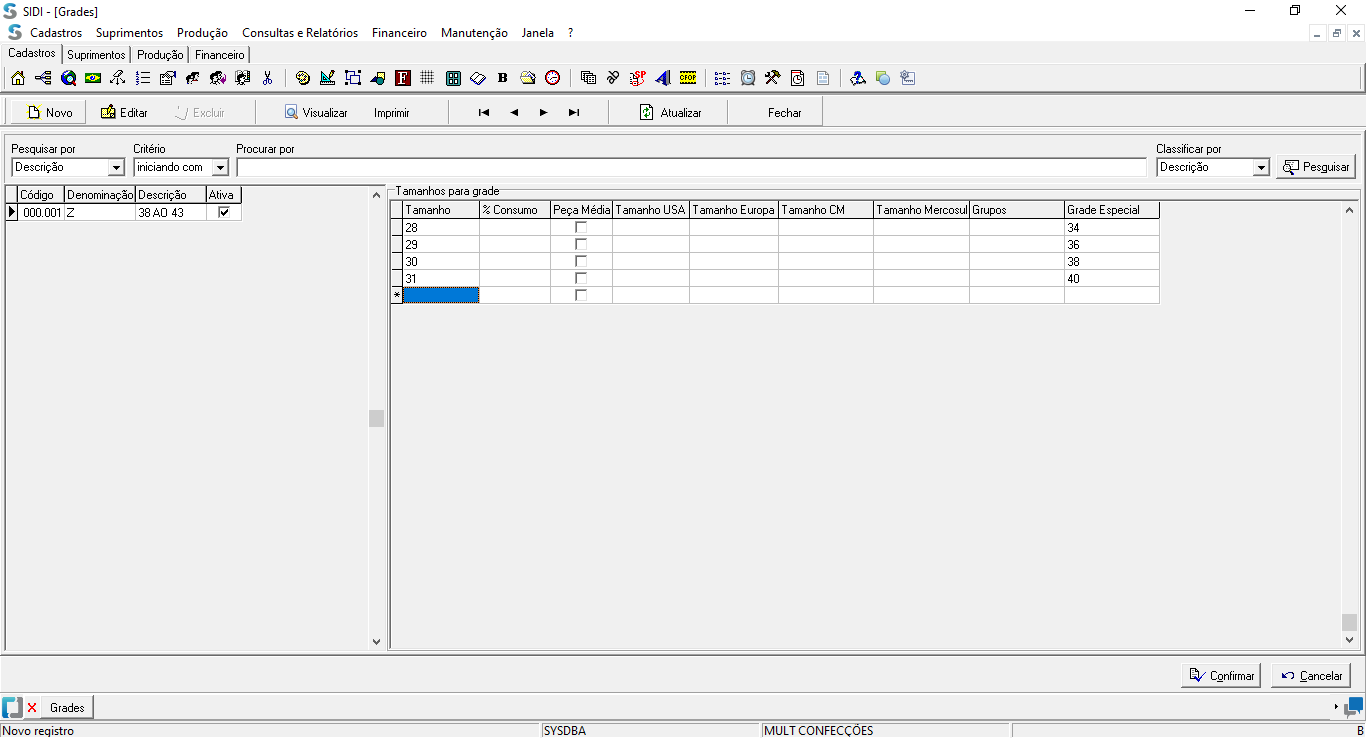 SIDI - [Grades]
Cadastros Suprimentos Produção Consultas e Relatórios Financeiro Manutenção Janela ?
Cadastros Suprimentos Produção Financeiro
F B SP CFOP
Novo Editar Excluir Visualizar Imprimir Atualizar Fechar
Pesquisar por Critério Procurar por Classificar por
Descrição iniciando com Descrição Pesquisar
Código Denominação Descrição Ativa
000.001 Z 38 AO 43
Tamanhos para grade
Tamanho % Consumo Peça Média Tamanho USA Tamanho Europa Tamanho CM Tamanho Mercosul Grupos Grade Especial
28 34
29 36
30 38
31 40
*
Confirmar Cancelar
Grades
Novo registro SYSDBA MULT CONFECÇÕES B